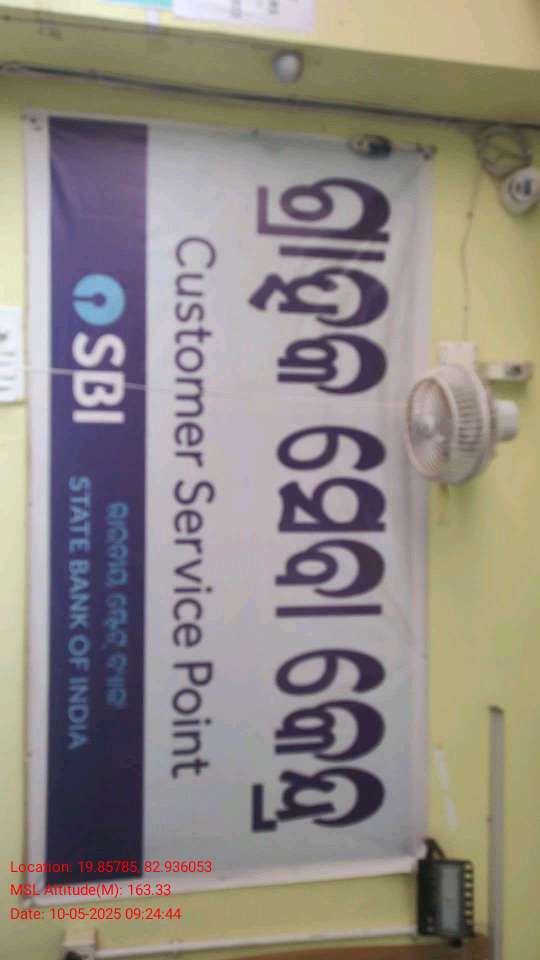 ଗ୍ରାହକ ସେବା କେନ୍ଦ୍ର
Customer Service Point
SBI
ଭାରତୀୟ ଷ୍ଟେଟ୍ ବ୍ୟାଙ୍କ
STATE BANK OF INDIA
Location: 19.85785, 82.936053
MSL Altitude(M): 163.33
Date: 10-05-2025 09:24:44